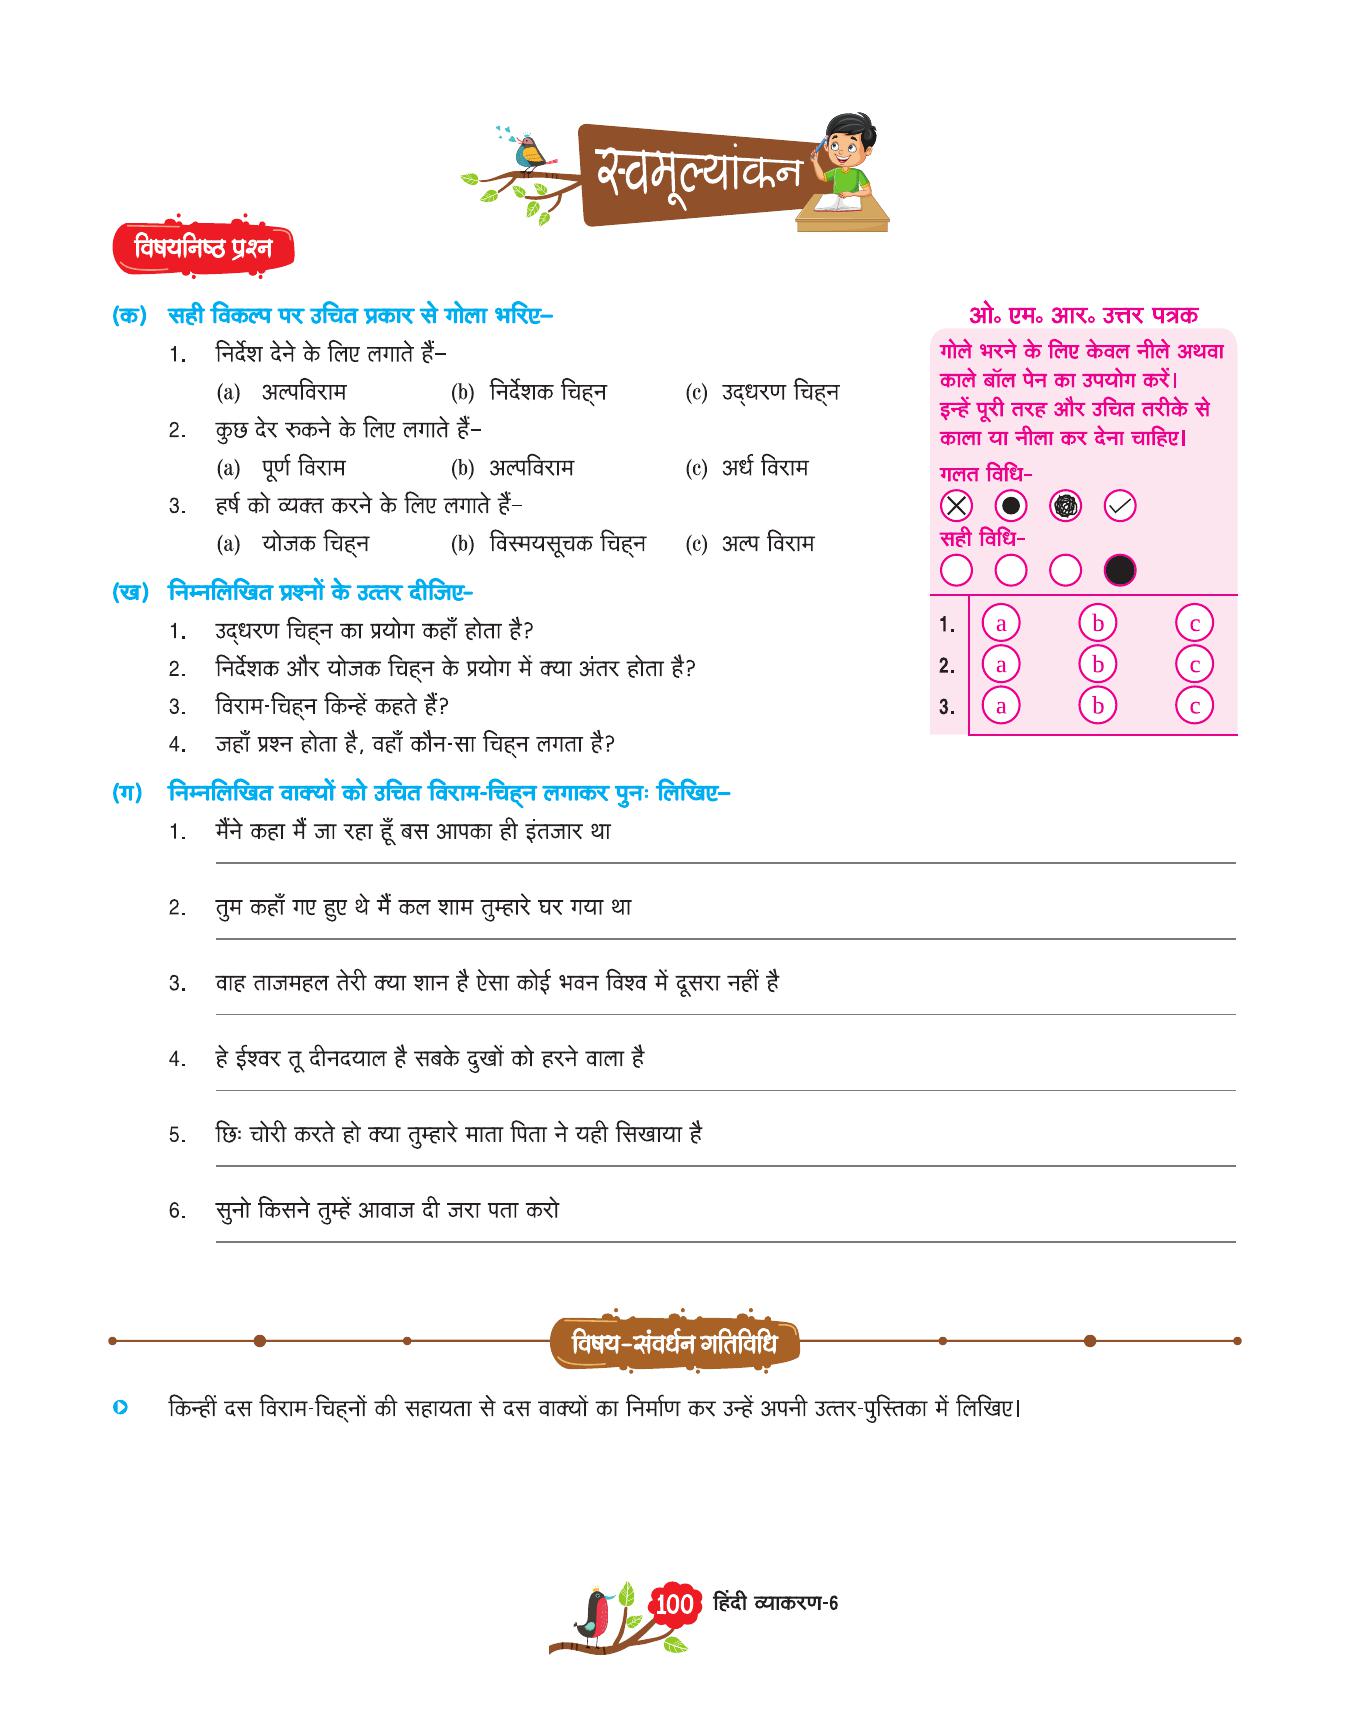 स्वमूल्यांकन
विषयनिष्ठ प्रश्न
(क) सही विकल्प पर उचित प्रकार से गोला भरिए–
1. निर्देश देने के लिए लगाते हैं–
(a) अल्पविराम (b) निर्देशक चिह्न (c) उद्धरण चिह्न
2. कुछ देर रुकने के लिए लगाते हैं–
(a) पूर्ण विराम (b) अल्पविराम (c) अर्ध विराम
3. हर्ष को व्यक्त करने के लिए लगाते हैं–
(a) योजक चिह्न (b) विस्मयसूचक चिह्न (c) अल्प विराम
ओ॰ एम॰ आर॰ उत्तर पत्रक
गोले भरने के लिए केवल नीले अथवा
काले बॉल पेन का उपयोग करें।
इन्हें पूरी तरह और उचित तरीके से
काला या नीला कर देना चाहिए।
गलत विधि–
सही विधि–
1. a b c
2. a b c
3. a b c
(ख) निम्नलिखित प्रश्नों के उत्तर दीजिए–
1. उद्धरण चिह्न का प्रयोग कहाँ होता है?
2. निर्देशक और योजक चिह्न के प्रयोग में क्या अंतर होता है?
3. विराम-चिह्न किन्हें कहते हैं?
4. जहाँ प्रश्न होता है, वहाँ कौन-सा चिह्न लगता है?
(ग) निम्नलिखित वाक्यों को उचित विराम-चिह्न लगाकर पुनः लिखिए–
1. मैंने कहा मैं जा रहा हूँ बस आपका ही इंतजार था
2. तुम कहाँ गए हुए थे मैं कल शाम तुम्हारे घर गया था
3. वाह ताजमहल तेरी क्या शान है ऐसा कोई भवन विश्व में दूसरा नहीं है
4. हे ईश्वर तू दीनदयाल है सबके दुखों को हरने वाला है
5. छिः चोरी करते हो क्या तुम्हारे माता पिता ने यही सिखाया है
6. सुनो किसने तुम्हें आवाज दी जरा पता करो
विषय–संवर्धन गतिविधि
किन्हीं दस विराम-चिह्नों की सहायता से दस वाक्यों का निर्माण कर उन्हें अपनी उत्तर-पुस्तिका में लिखिए।
100 हिंदी व्याकरण-6